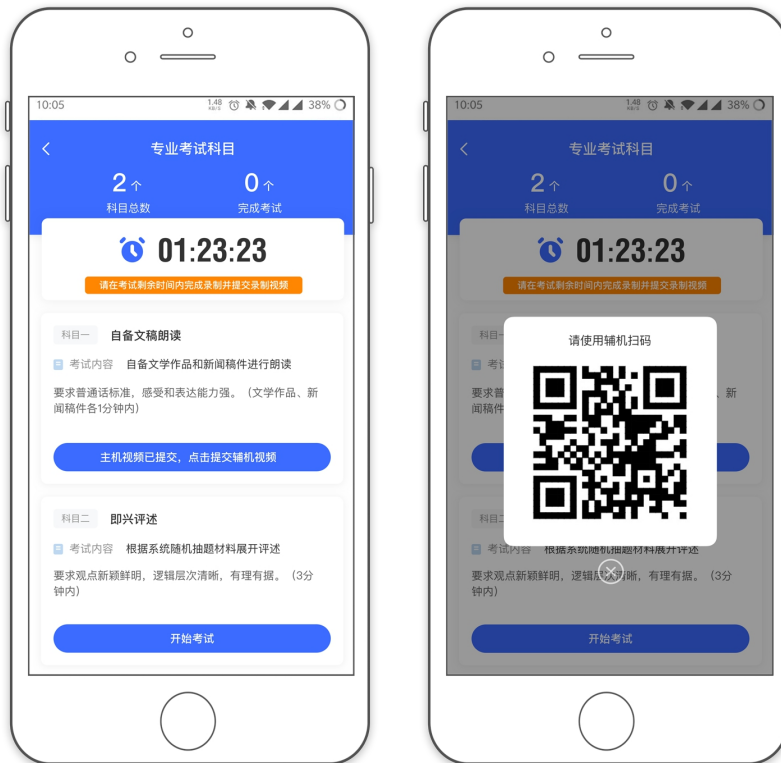 10:05
1.48
KB/S
38%
专业考试科目
2个
0个
科目总数
完成考试
01:23:23
请在考试剩余时间内完成录制并提交录制视频
科目一
自备文稿朗读
考试内容
自备文学作品和新闻稿件进行朗读
要求普通话标准，感受和表达能力强。（文学作品、新
闻稿件各1分钟内）
主机视频已提交，点击提交辅机视频
科目二
即兴评述
考试内容
根据系统随机抽题材料展开评述
要求观点新颖鲜明，逻辑层次清晰，有理有据。（3分
钟内）
开始考试
10:05
1.48
KB/S
38%
专业考试科目
2个
0个
科目总数
完成考试
01:23:23
请在考试剩余时间内完成录制并提交录制视频
科目一
请使用辅机扫码
考试
要求普
、新
闻稿件
科目二
考试内容
根据系统随机抽题材料展开评述
要求观点新颖鲜明，逻辑层次清晰，有理有据。（3分
钟内）
开始考试